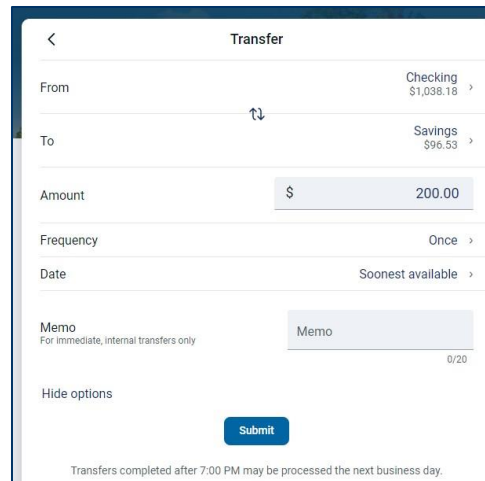 Transfer
From
Checking
$1,038.18
To
Savings
$96.53
Amount
$ 200.00
Frequency
Once
Date
Soonest available
Memo
For immediate, internal transfers only
Memo
0/20
Hide options
Submit
Transfers completed after 7:00 PM may be processed the next business day.